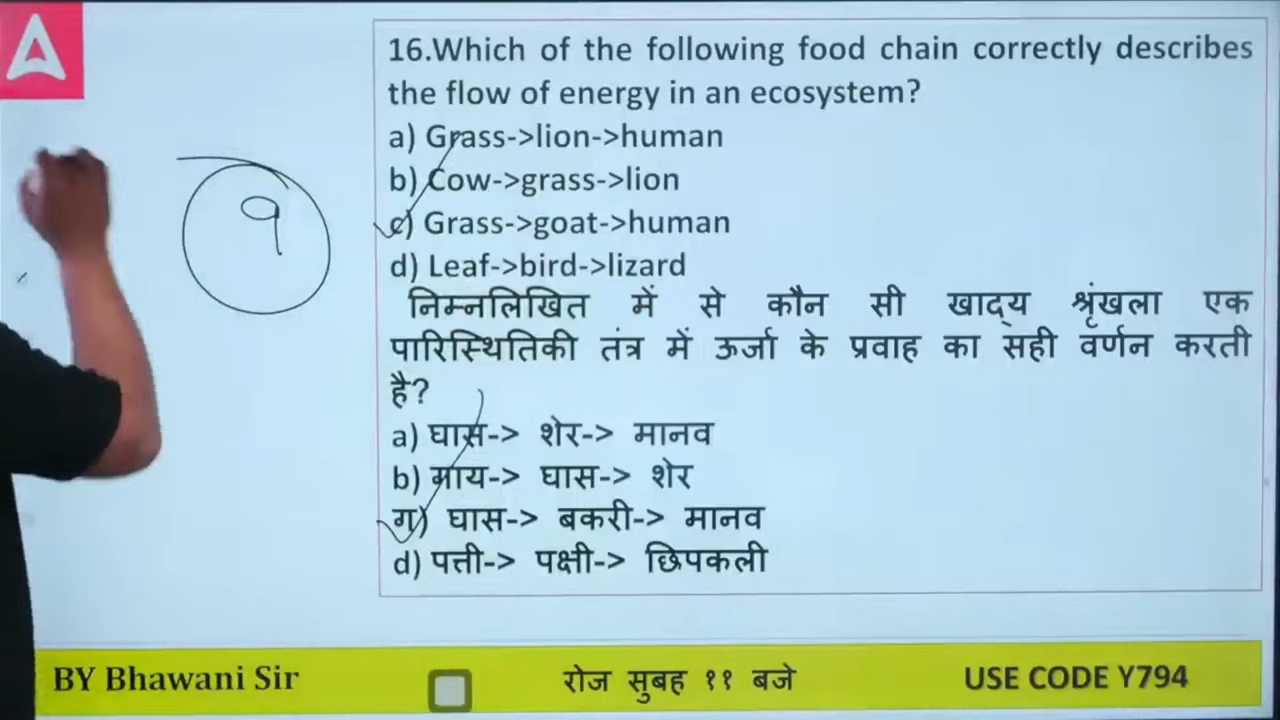 16.Which of the following food chain correctly describes
the flow of energy in an ecosystem?
a) Grass->lion->human
b) Cow->grass->lion
c) Grass->goat->human
d) Leaf->bird->lizard
निम्नलिखित में से कौन सी खाद्य श्रृंखला एक
पारिस्थितिकी तंत्र में ऊर्जा के प्रवाह का सही वर्णन करती
है?
a) घास-> शेर-> मानव
b) गाय-> घास-> शेर
ग) घास-> बकरी-> मानव
d) पत्ती-> पक्षी-> छिपकली
9
BY Bhawani Sir
रोज सुबह ११ बजे
USE CODE Y794